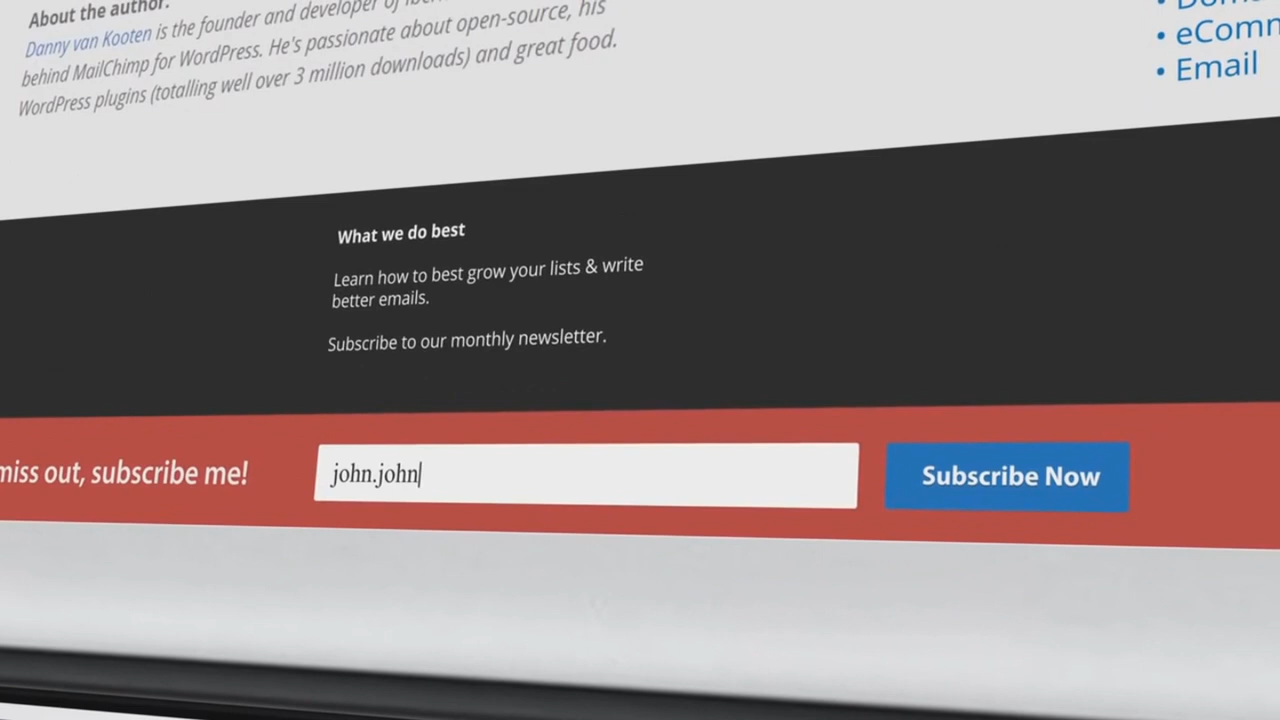 About the author:
Danny van Kooten is the founder and developer of
behind MailChimp for WordPress. He's passionate about open-source, his
WordPress plugins (totalling well over 3 million downloads) and great food.
• eComm
• Email
What we do best
Learn how to best grow your lists & write
better emails.
Subscribe to our monthly newsletter.
miss out, subscribe me!
john.john
Subscribe Now